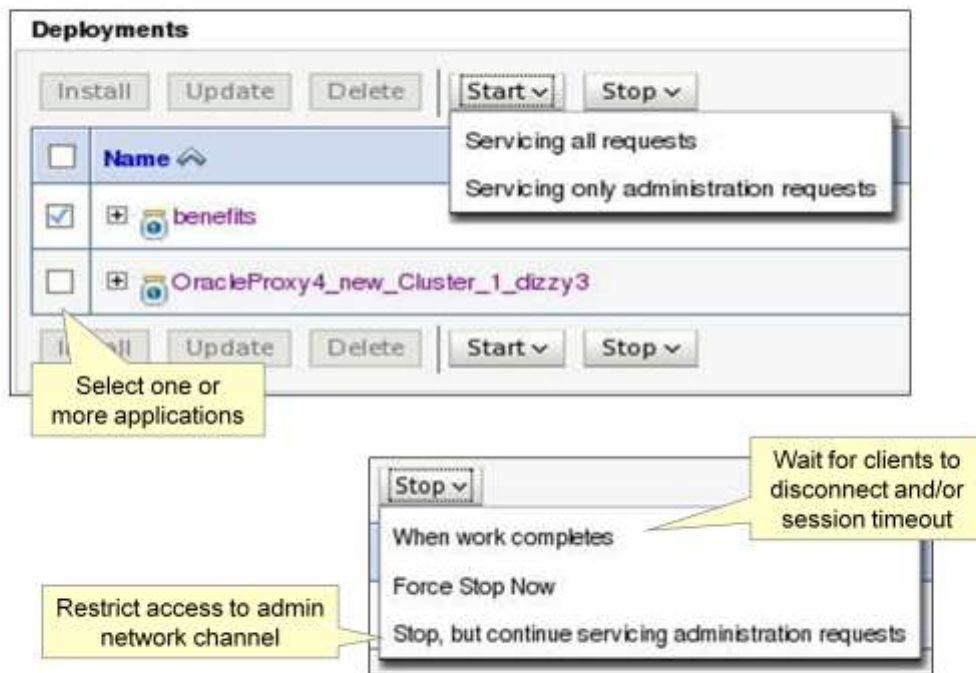 Deployments
Install Update Delete Start Stop
Servicing all requests
Name
Servicing only administration requests
benefits
OracleProxy4_new_Cluster_1_dizzy3
Update Delete Start Stop
Select one or
more applications
Wait for clients to
disconnect and/or
session timeout
Stop
When work completes
Force Stop Now
Restrict access to admin
network channel
Stop, but continue servicing administration requests